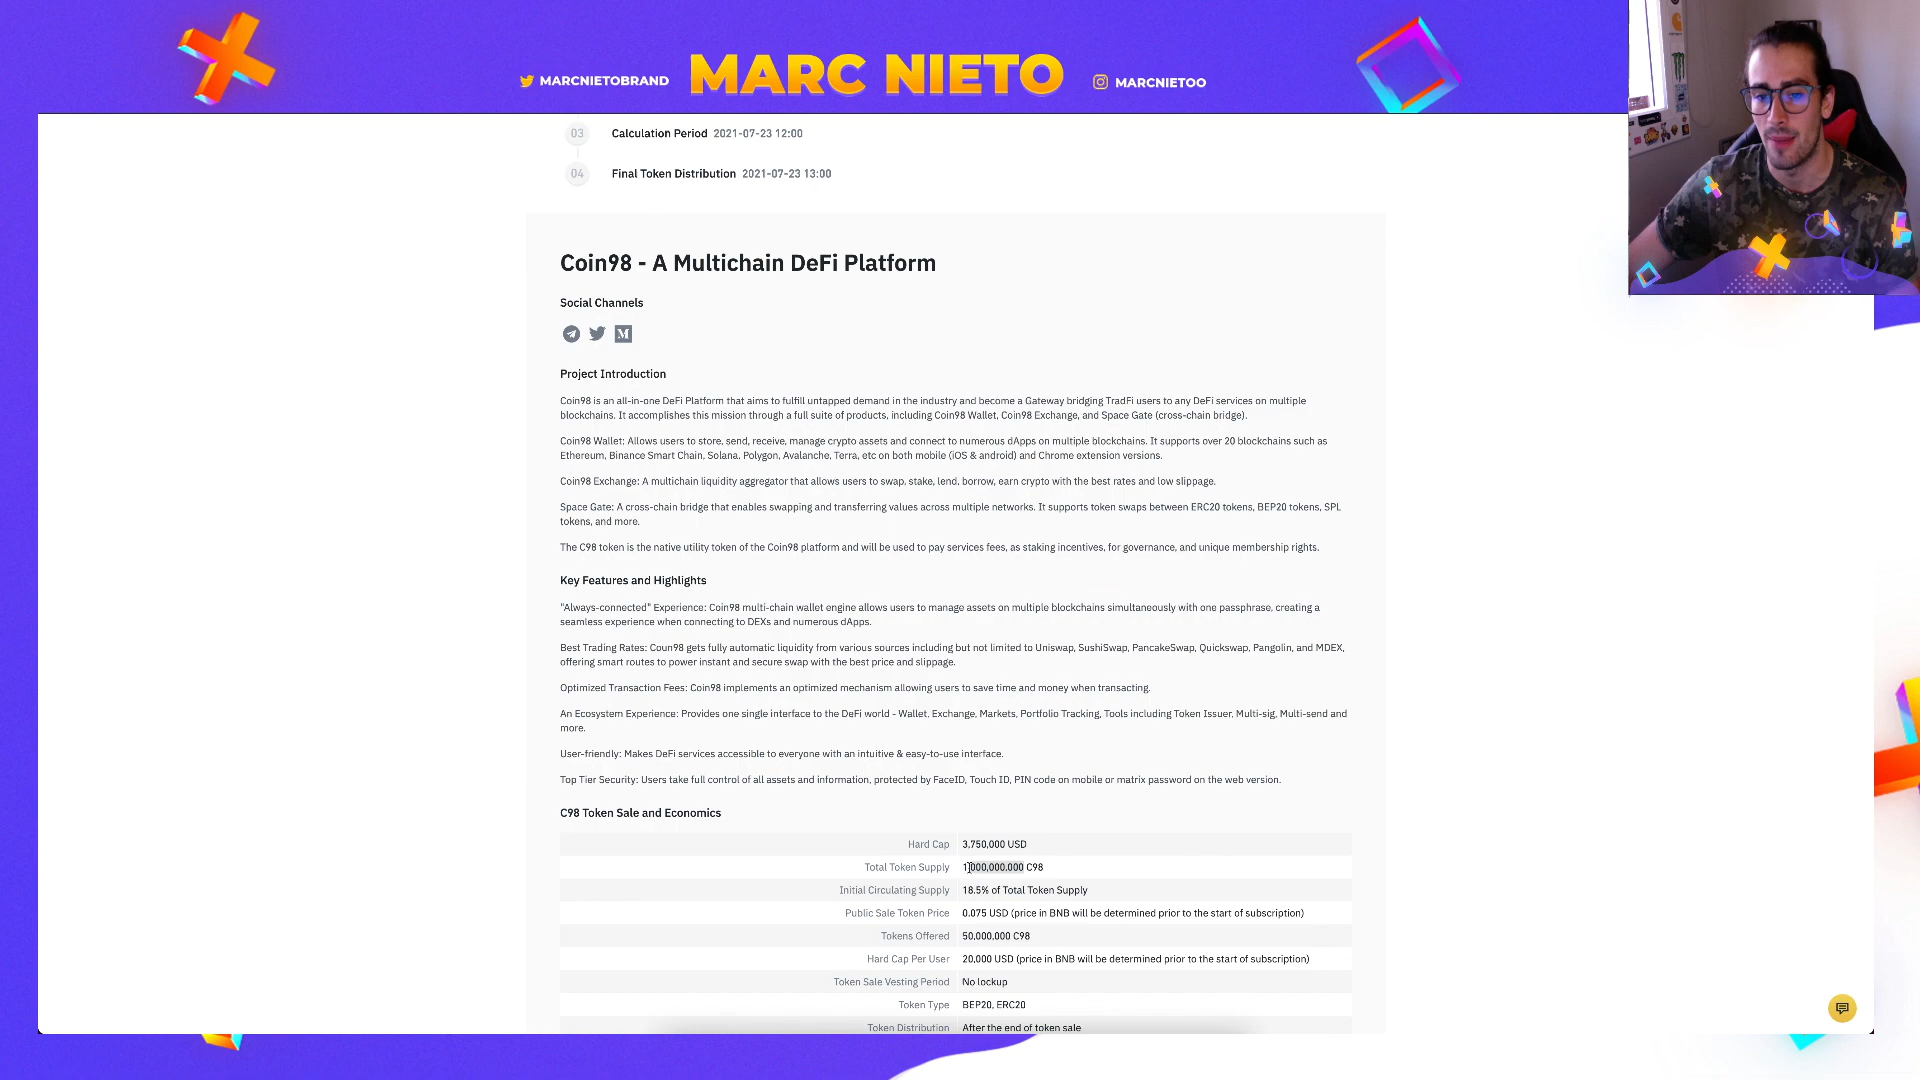 MARCNIETOBRAND
MARC NIETO
MARCNIETOO
03 Calculation Period 2021-07-23 12:00
04 Final Token Distribution 2021-07-23 13:00
Coin98 - A Multichain DeFi Platform
Social Channels
M
Project Introduction
Coin98 is an all-in-one DeFi Platform that aims to fulfill untapped demand in the industry and become a Gateway bridging TradFi users to any DeFi services on multiple
blockchains. It accomplishes this mission through a full suite of products, including Coin98 Wallet, Coin98 Exchange, and Space Gate (cross-chain bridge).
Coin98 Wallet: Allows users to store, send, receive, manage crypto assets and connect to numerous dApps on multiple blockchains. It supports over 20 blockchains such as
Ethereum, Binance Smart Chain, Solana, Polygon, Avalanche, Terra, etc on both mobile (iOS & android) and Chrome extension versions.
Coin98 Exchange: A multichain liquidity aggregator that allows users to swap, stake, lend, borrow, earn crypto with the best rates and low slippage.
Space Gate: A cross-chain bridge that enables swapping and transferring values across multiple networks. It supports token swaps between ERC20 tokens, BEP20 tokens, SPL
tokens, and more.
The C98 token is the native utility token of the Coin98 platform and will be used to pay services fees, as staking incentives, for governance, and unique membership rights.
Key Features and Highlights
"Always-connected" Experience: Coin98 multi-chain wallet engine allows users to manage assets on multiple blockchains simultaneously with one passphrase, creating a
seamless experience when connecting to DEXs and numerous dApps.
Best Trading Rates: Coun98 gets fully automatic liquidity from various sources including but not limited to Uniswap, SushiSwap, PancakeSwap, Quickswap, Pangolin, and MDEX,
offering smart routes to power instant and secure swap with the best price and slippage.
Optimized Transaction Fees: Coin98 implements an optimized mechanism allowing users to save time and money when transacting.
An Ecosystem Experience: Provides one single interface to the DeFi world - Wallet, Exchange, Markets, Portfolio Tracking, Tools including Token Issuer, Multi-sig, Multi-send and
more.
User-friendly: Makes DeFi services accessible to everyone with an intuitive & easy-to-use interface.
Top Tier Security: Users take full control of all assets and information, protected by FaceID, Touch ID, PIN code on mobile or matrix password on the web version.
C98 Token Sale and Economics
Hard Cap 3,750,000 USD
Total Token Supply 1,000,000,000 C98
Initial Circulating Supply 18.5% of Total Token Supply
Public Sale Token Price 0.075 USD (price in BNB will be determined prior to the start of subscription)
Tokens Offered 50,000,000 C98
Hard Cap Per User 20,000 USD (price in BNB will be determined prior to the start of subscription)
Token Sale Vesting Period No lockup
Token Type BEP20, ERC20
Token Distribution After the end of token sale